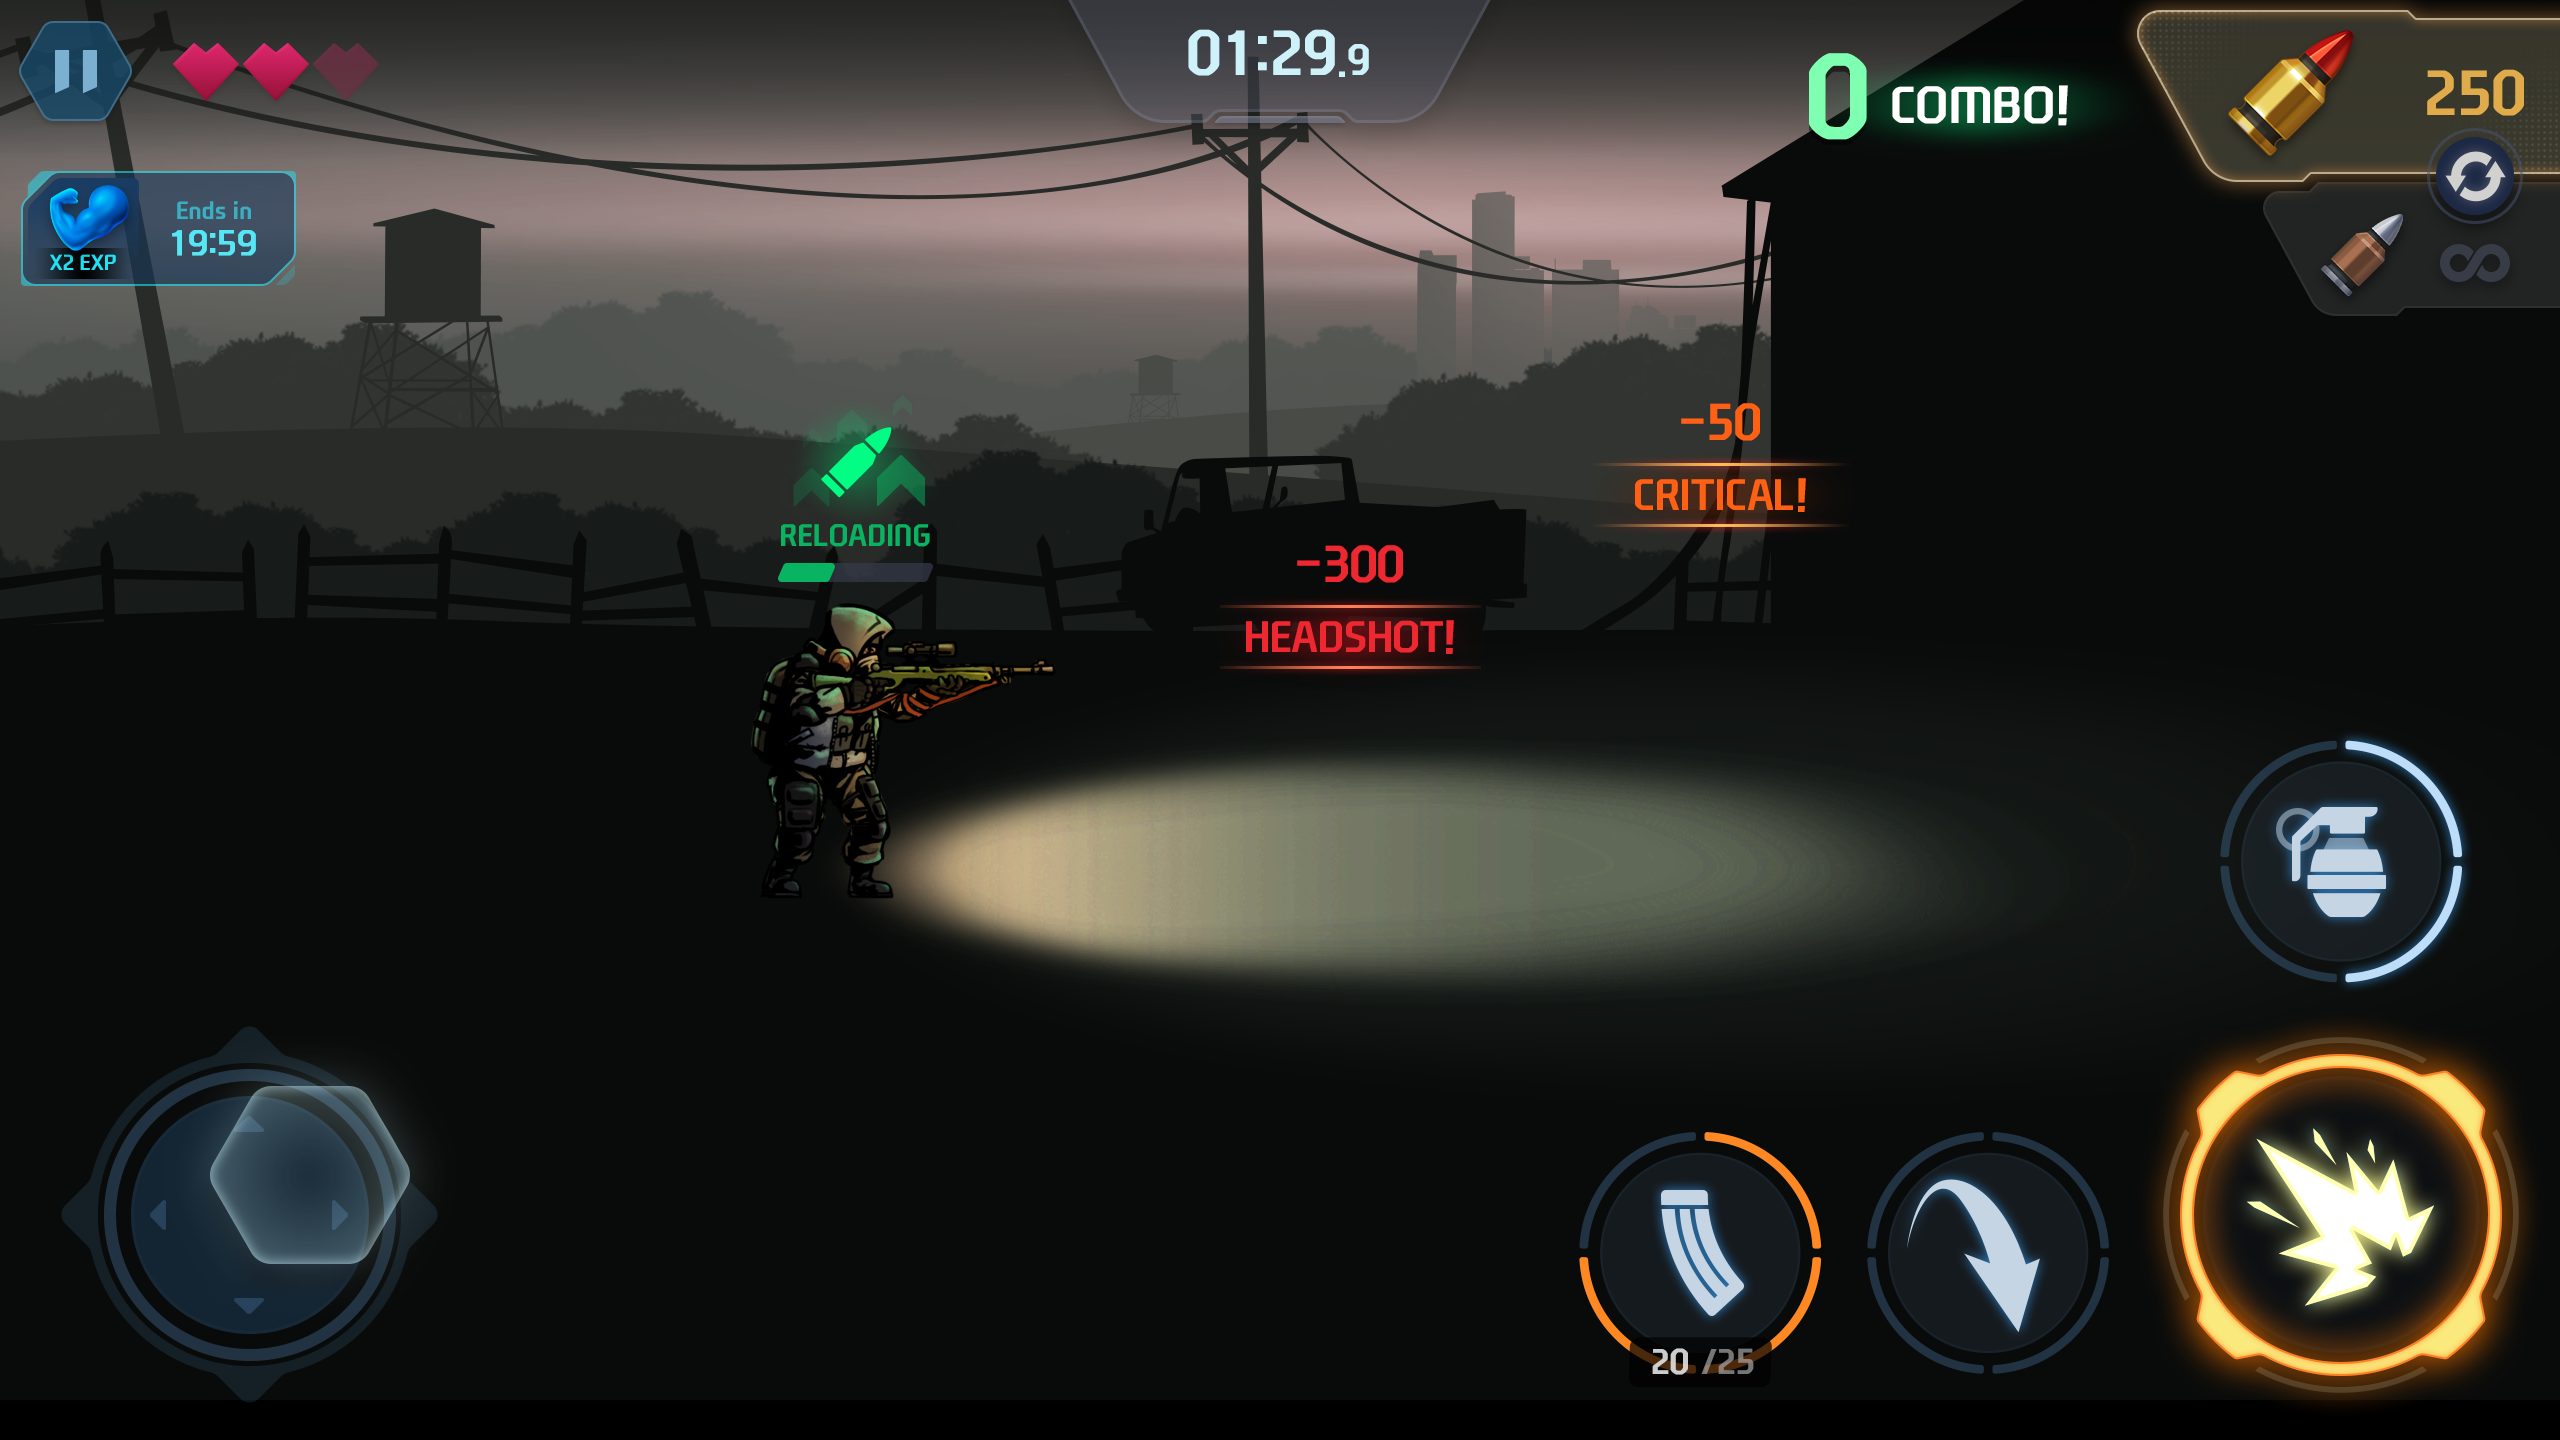 01:29.9
0 COMBO!
250
Ends in
19:59
X2 EXP
∞
-50
CRITICAL!
RELOADING
-300
HEADSHOT!
20 /25